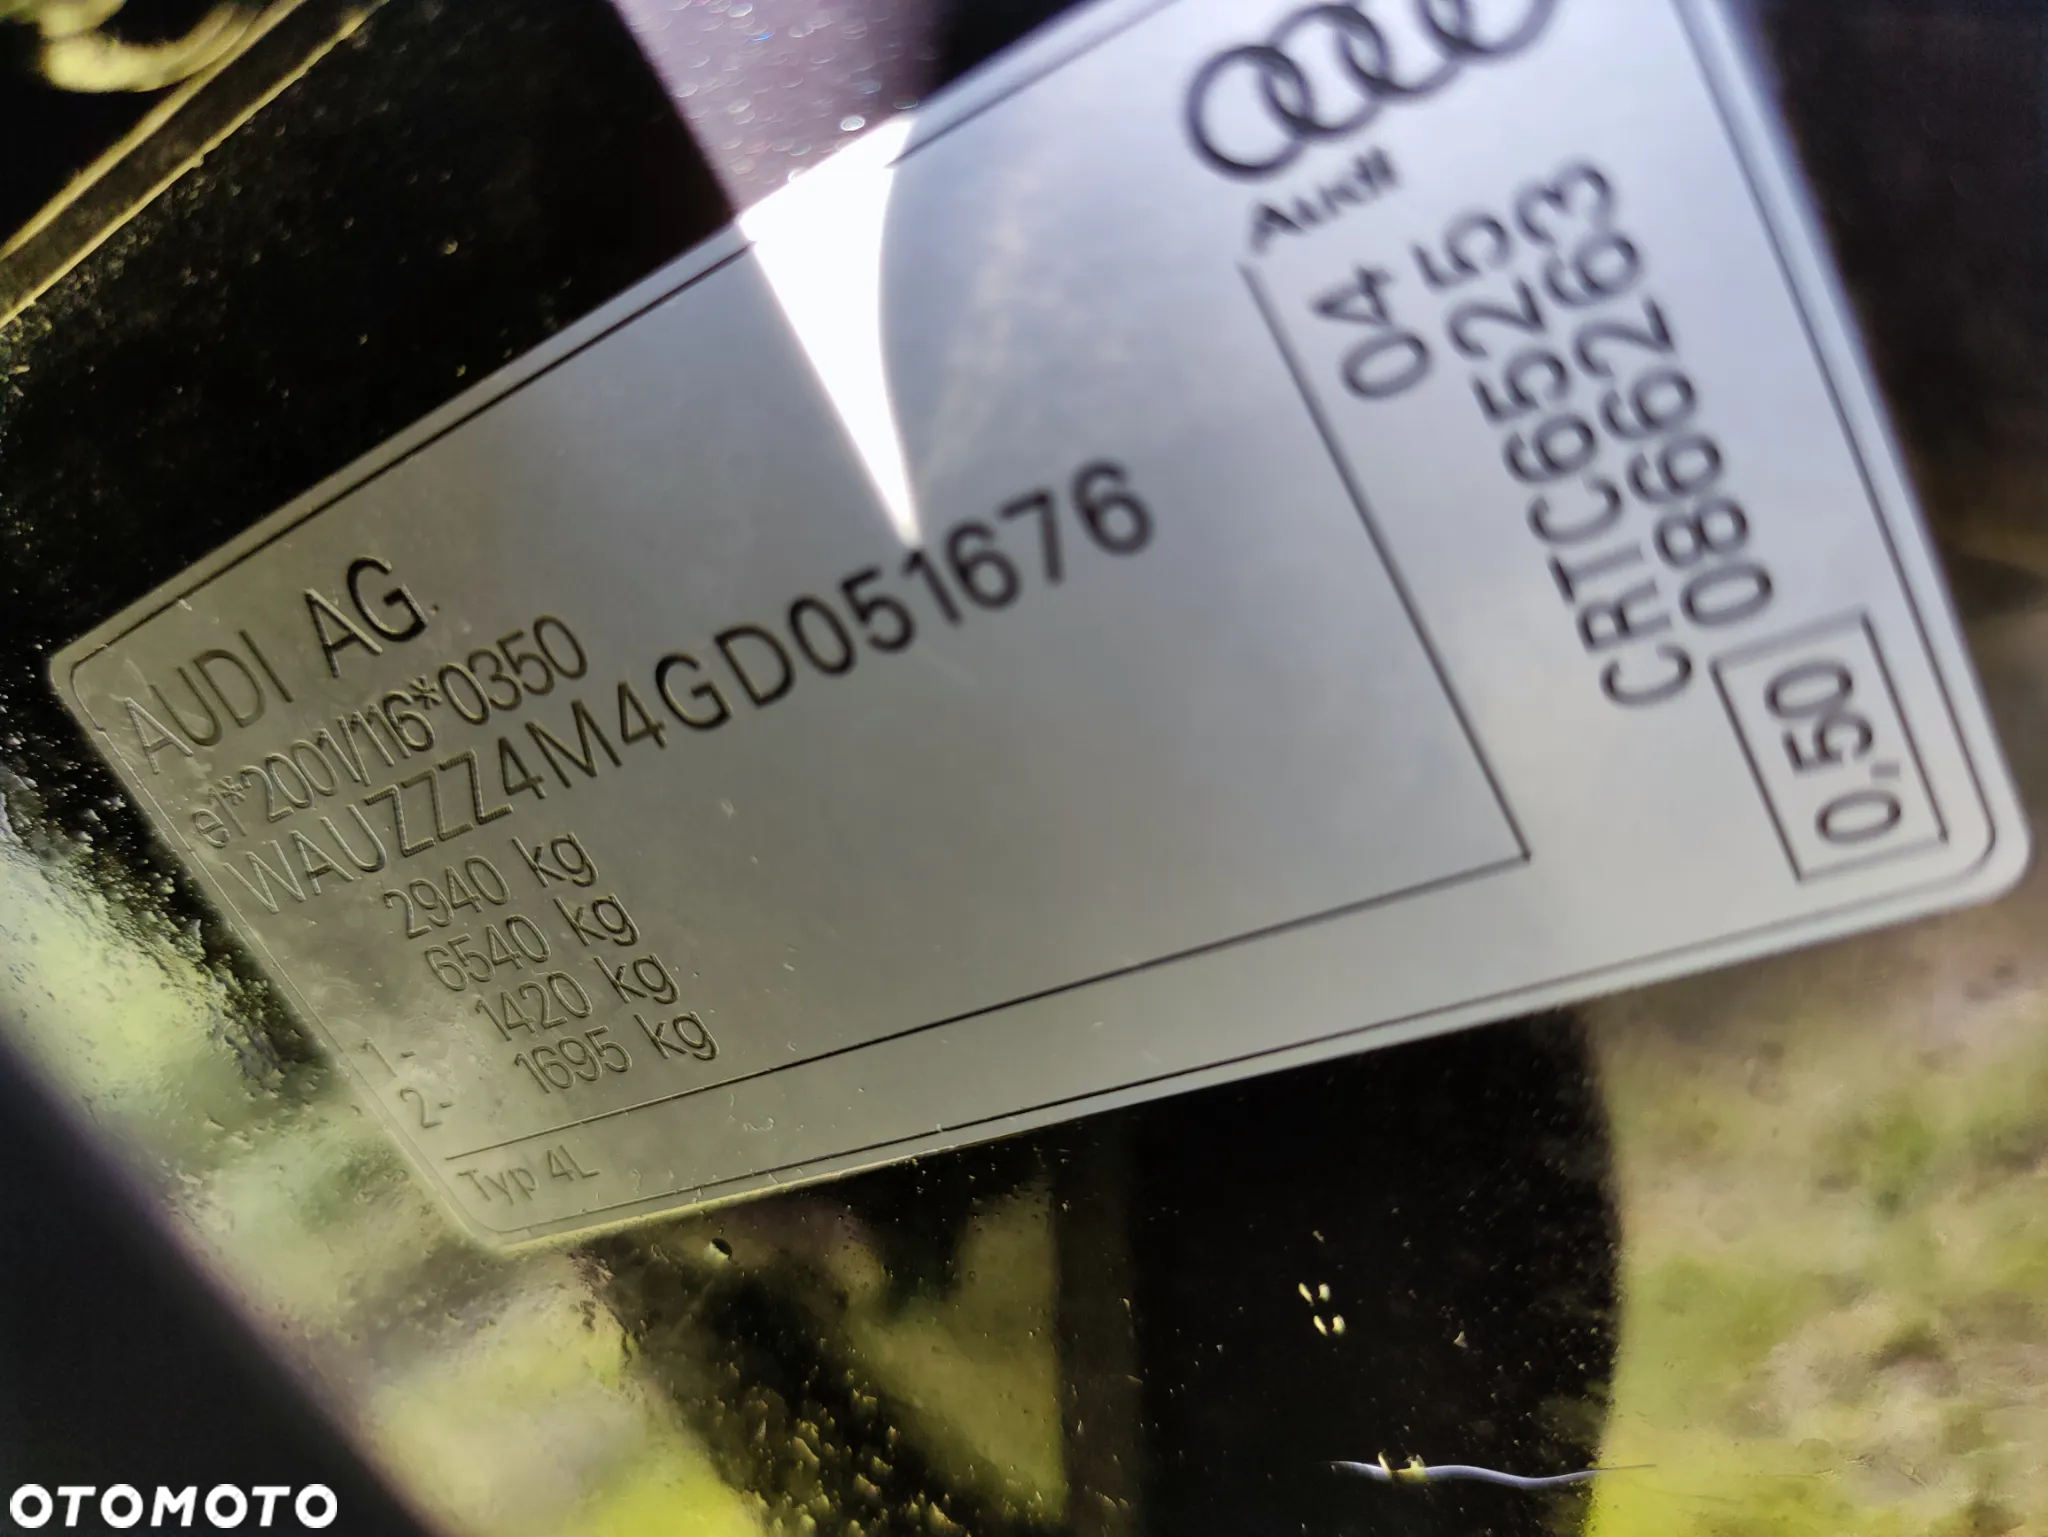 AUDI AG.
e1*2001/116*0350
WAUZZZ4M4GD051676
2940 kg
6540 kg
1- 1420 kg
2- 1695 kg
Typ 4L
Audi
04
CRTC6525
0866263
0,50
OTOMOTO